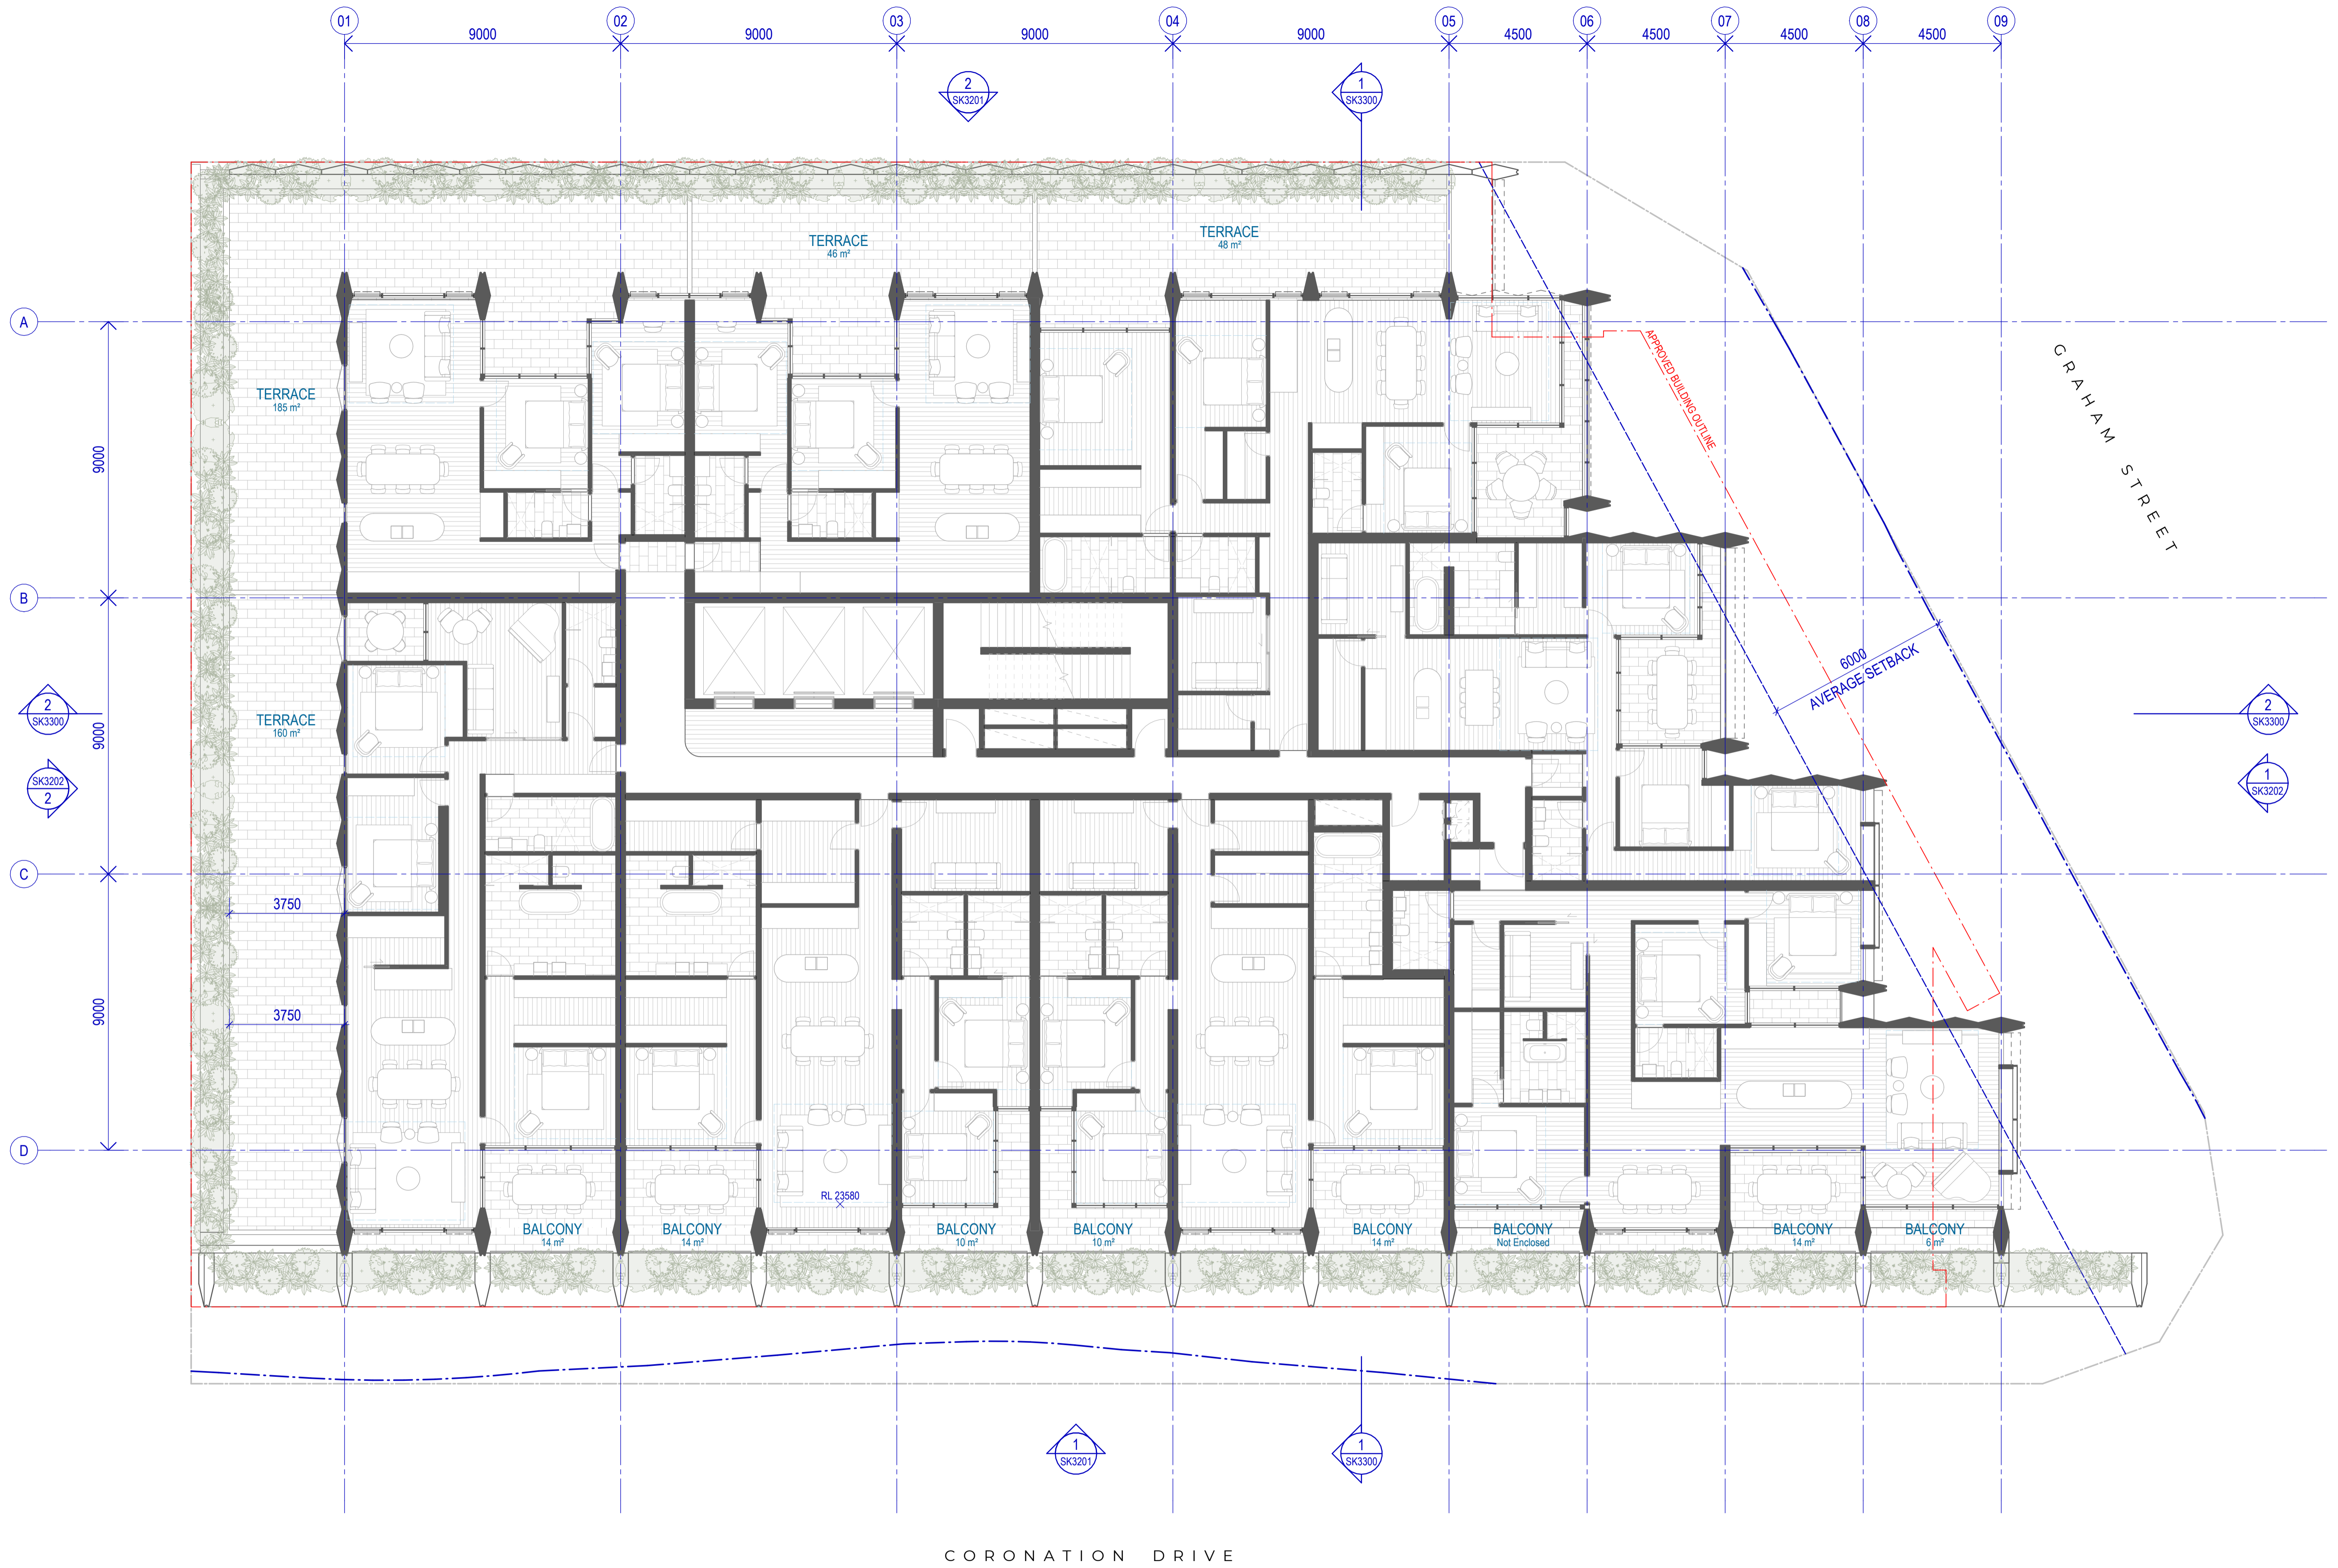 01 02 03 04 05 06 07 08 09
9000 9000 9000 9000 4500 4500 4500 4500
2
SK3201
1
SK3300
TERRACE
46 m²
TERRACE
48 m²
A
APPROVED BUILDING OUTLINE
GRAHAM STREET
TERRACE
185 m²
9000
B
6000
AVERAGE SETBACK
2
SK3300
TERRACE
160 m²
9000
2
SK3300
SK3202
2
1
SK3202
C
3750
9000
3750
D
RL 23580
BALCONY
14 m²
BALCONY
14 m²
BALCONY
10 m²
BALCONY
10 m²
BALCONY
14 m²
BALCONY
Not Enclosed
BALCONY
14 m²
BALCONY
6 m²
1
SK3201
1
SK3300
CORONATION DRIVE